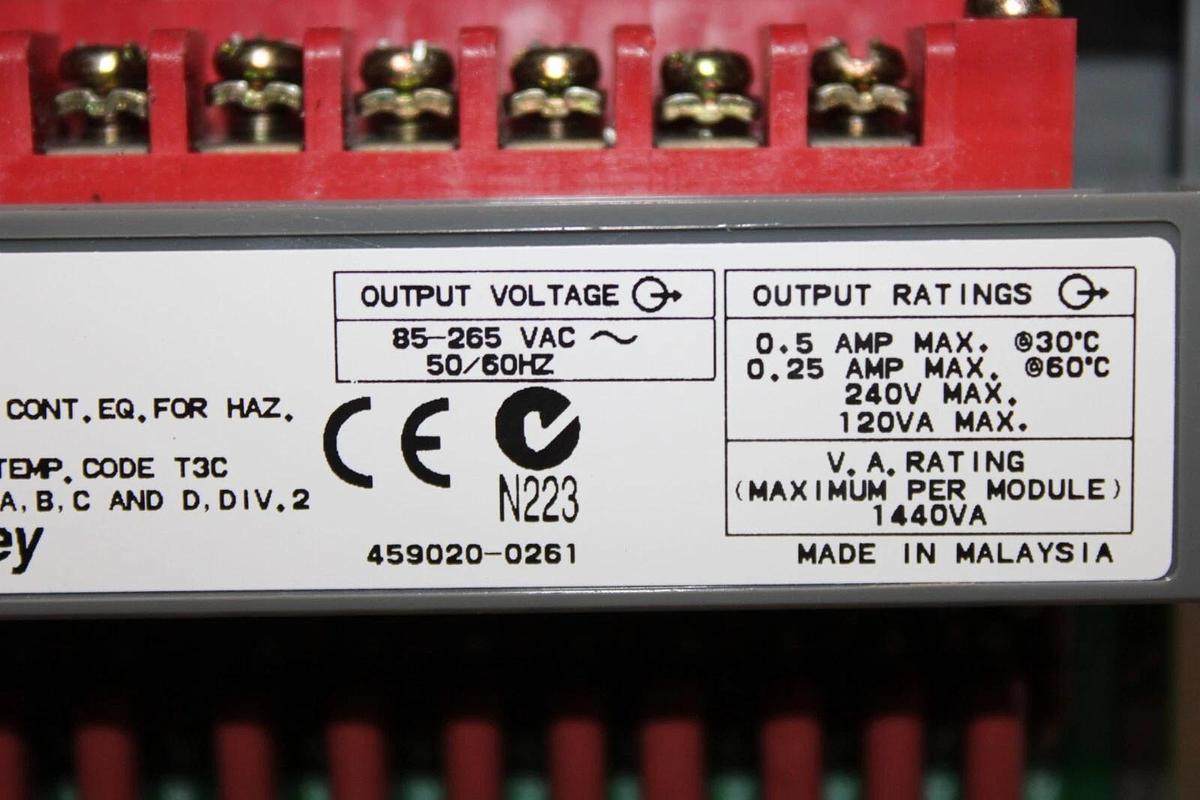 OUTPUT VOLTAGE
85-265 VAC ~
50/60HZ
OUTPUT RATINGS
0.5 AMP MAX. @30°C
0.25 AMP MAX. @60°C
240V MAX.
120VA MAX.
V.A. RATING
(MAXIMUM PER MODULE)
1440VA
CONT.EQ.FOR HAZ.
TEMP. CODE T3C
A,B,C AND D,DIV.2
ey
CE
N223
459020-0261
MADE IN MALAYSIA